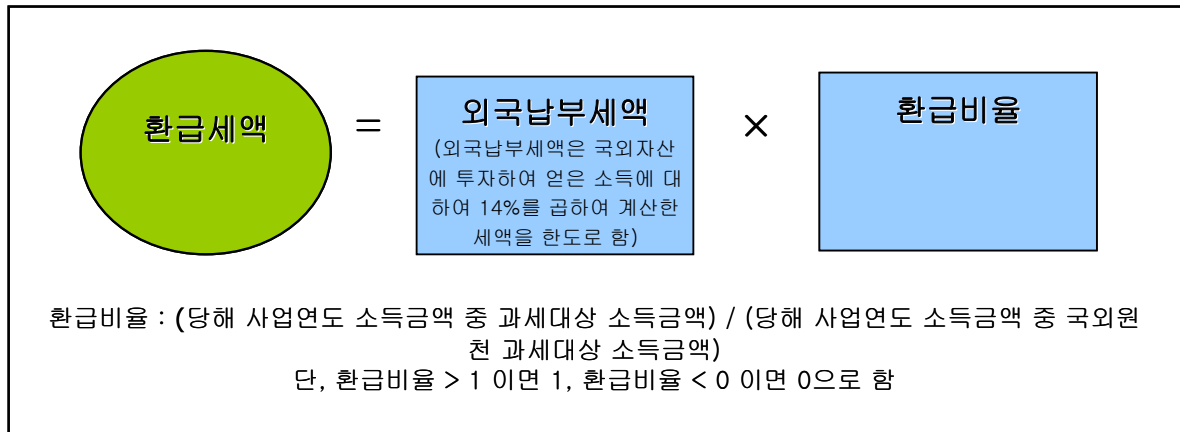 환급세액
=
외국납부세액
(외국납부세액은 국외자산
에 투자하여 얻은 소득에 대
하여 14%를 곱하여 계산한
세액을 한도로 함)
×
환급비율
환급비율 : (당해 사업연도 소득금액 중 과세대상 소득금액) / (당해 사업연도 소득금액 중 국외원
천 과세대상 소득금액)
단, 환급비율 > 1 이면 1, 환급비율 < 0 이면 0으로 함